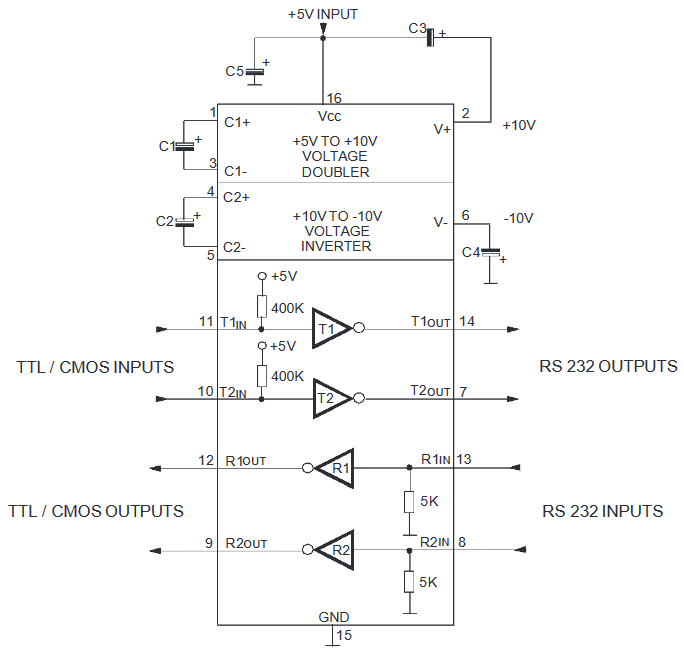 +5V INPUT
C3 +
C5 +
16
Vcc
1 C1+
V+ 2 +10V
C1 +
+5V TO +10V
VOLTAGE
DOUBLER
3 C1-
4 C2+
C2 +
+10V TO -10V
VOLTAGE
INVERTER
V- 6 -10V
C2-
5
C4 +
+5V
400K
11 T1IN
T1
T1OUT 14
+5V
TTL / CMOS INPUTS
RS 232 OUTPUTS
400K
10 T2IN
T2
T2OUT 7
12 R1OUT
R1
R1IN 13
5K
TTL / CMOS OUTPUTS
RS 232 INPUTS
9 R2OUT
R2
R2IN 8
5K
GND
15